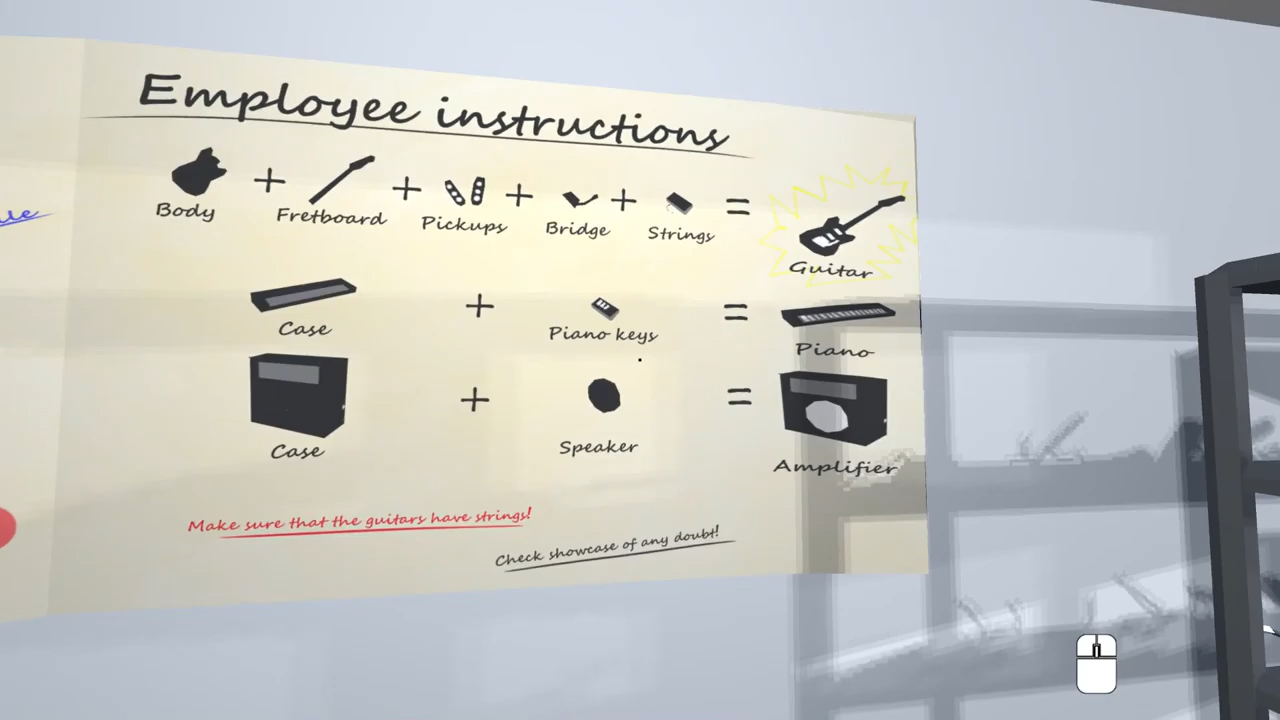 Employee instructions
Body + Fretboard + Pickups + Bridge + Strings = Guitar
Case + Piano keys = Piano
Case + Speaker = Amplifier
Make sure that the guitars have strings!
Check showcase of any doubt!